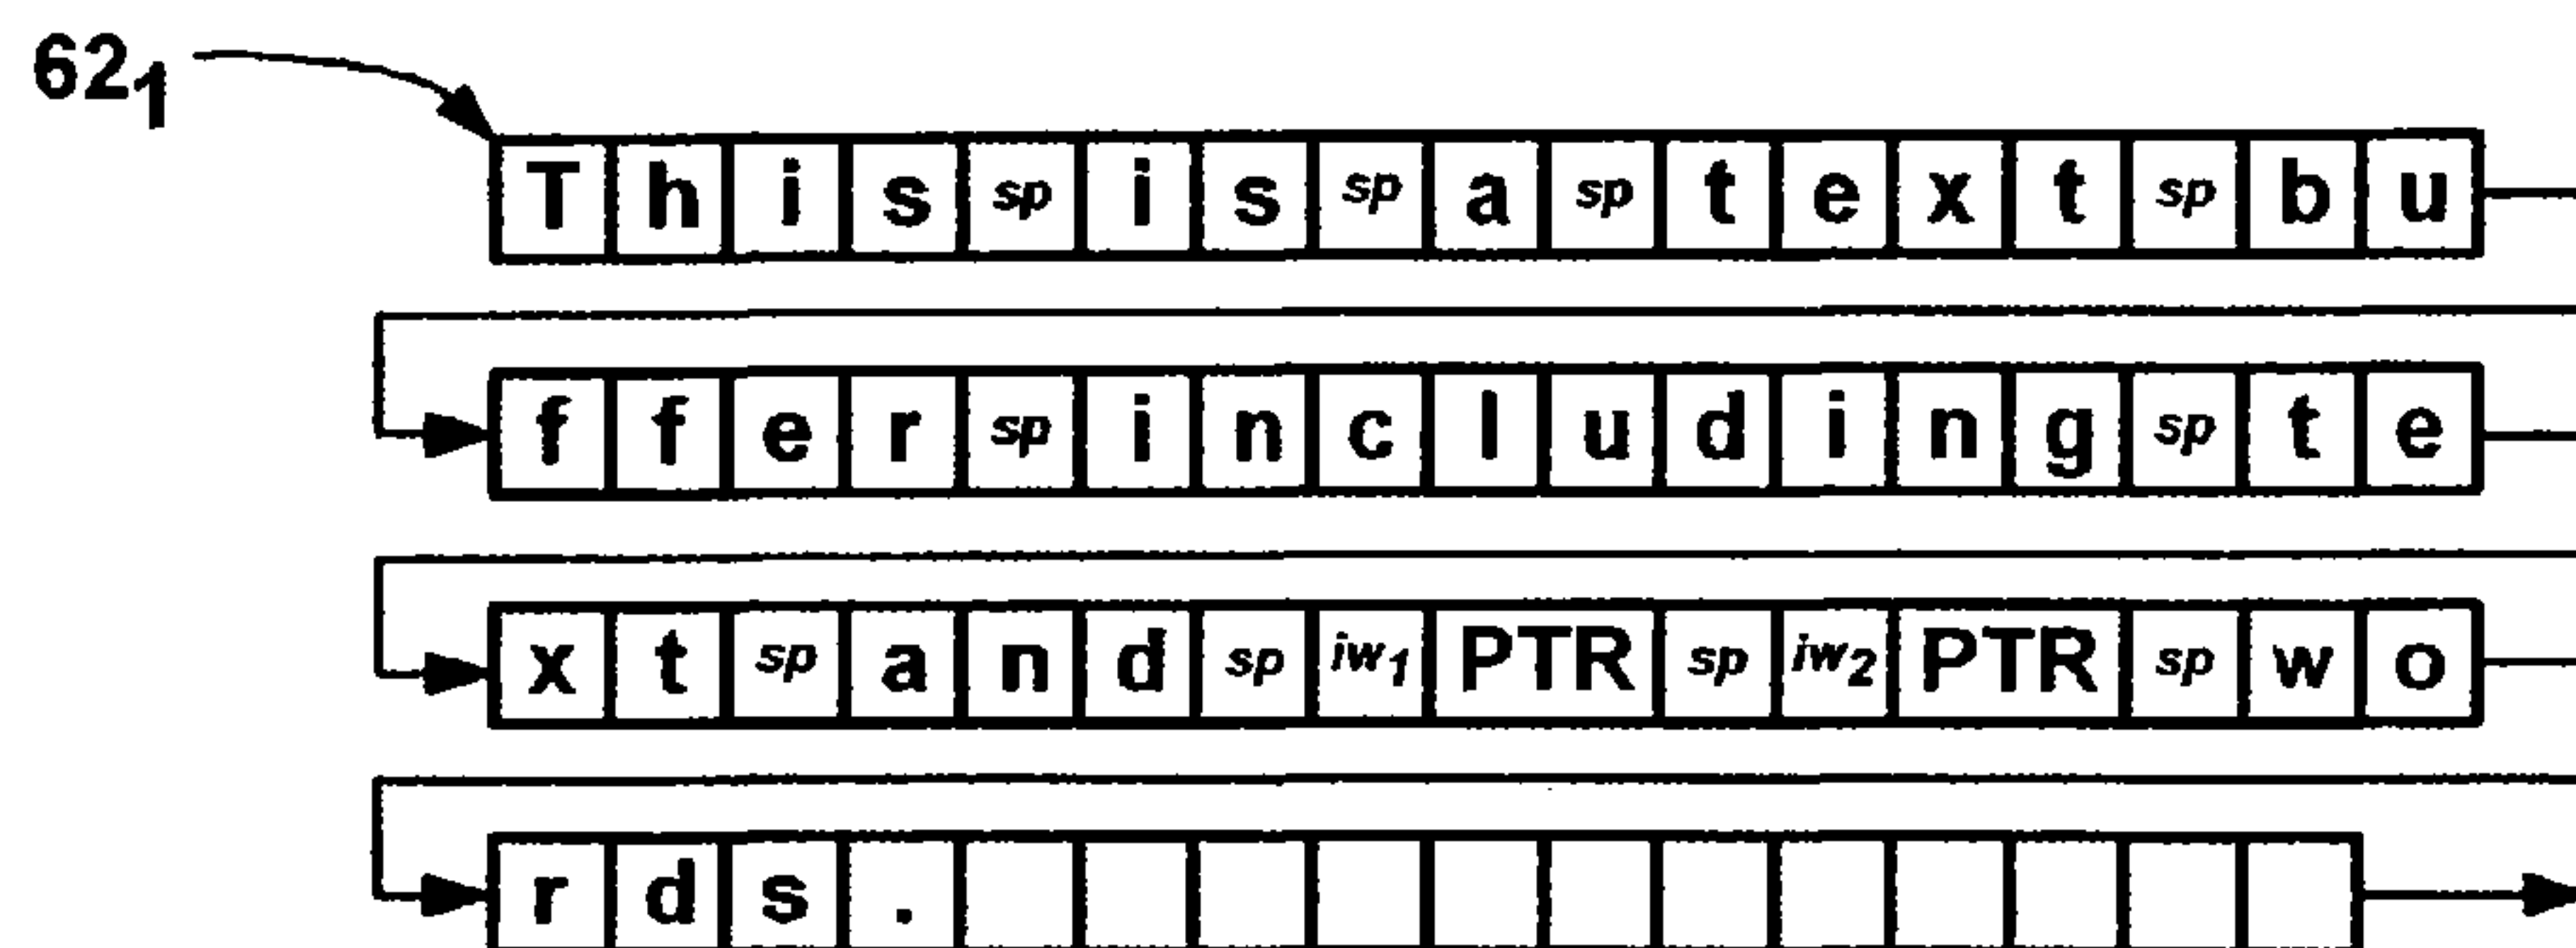 62₁
T h i s sp i s sp a sp t e x t sp b u
f f e r sp i n c l u d i n g sp t e
x t sp a n d sp iw₁ PTR sp iw₂ PTR sp w o
r d s .